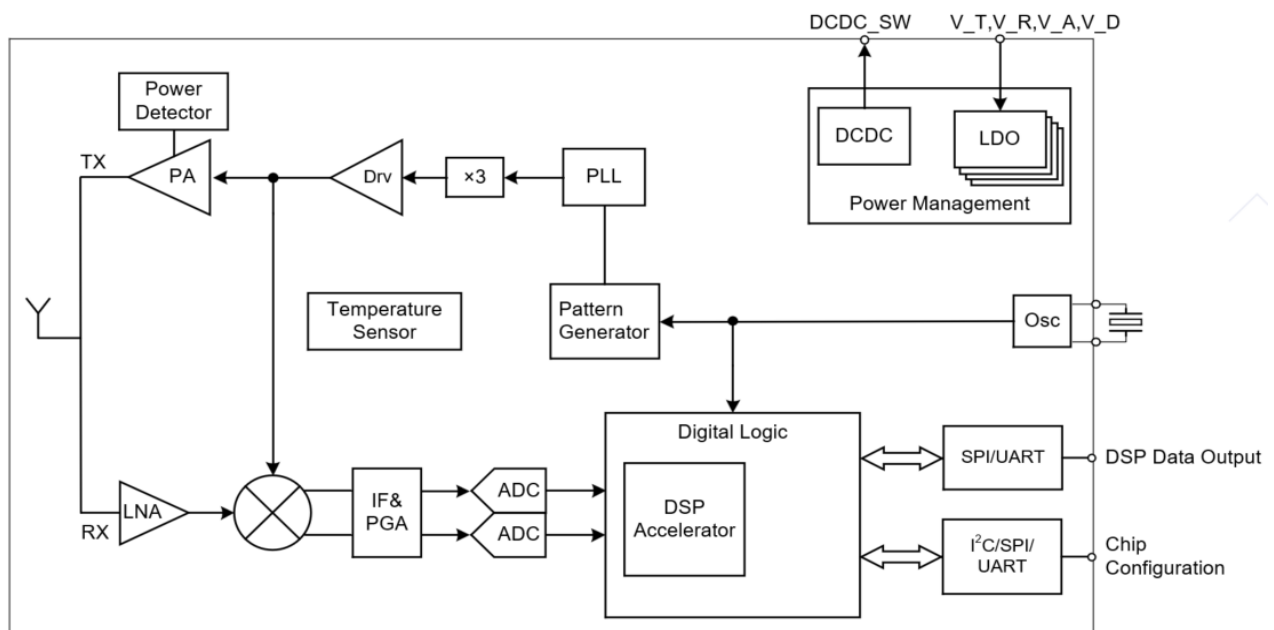 DCDC_SW
V_T,V_R,V_A,V_D
Power
Detector
DCDC
LDO
TX
PA
Drv
×3
PLL
Power Management
Temperature
Sensor
Pattern
Generator
Osc
Digital Logic
SPI/UART
DSP Data Output
RX
LNA
IF&
PGA
ADC
ADC
DSP
Accelerator
I²C/SPI/
UART
Chip
Configuration